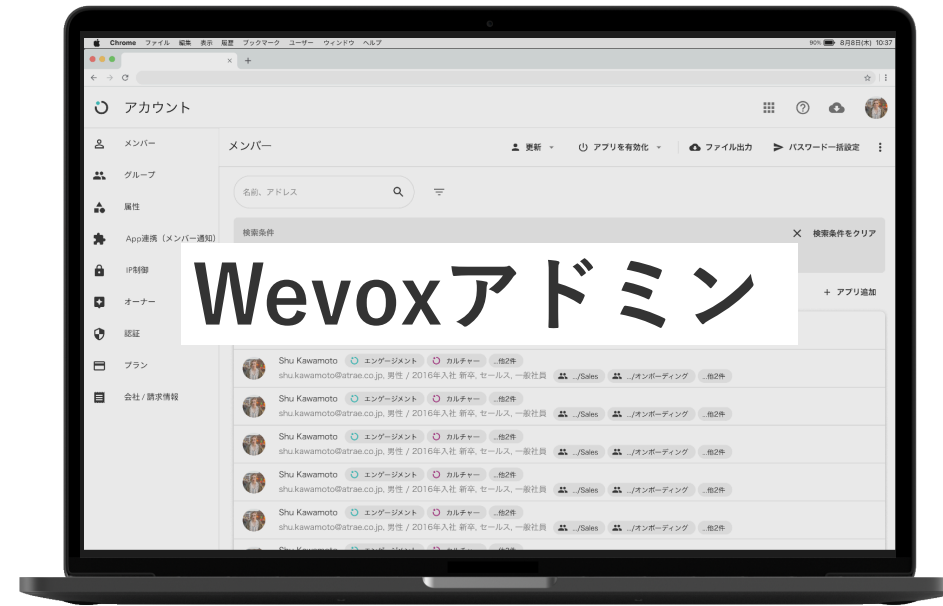 Chrome ファイル 編集 表示 履歴 ブックマーク ユーザー ウィンドウ ヘルプ 90% 8月8日(木) 10:37
アカウント
メンバー
グループ
属性
App連携（メンバー通知）
IP制御
オーナー
認証
プラン
会社 / 請求情報
メンバー 更新 アプリを有効化 ファイル出力 パスワード一括設定
名前、アドレス
検索条件 検索条件をクリア
Wevoxアドミン
+ アプリ追加
Shu Kawamoto エンゲージメント カルチャー ...他2件
shu.kawamoto@atrae.co.jp, 男性 / 2016年入社 新卒, セールス, 一般社員 .../Sales .../オンボーディング ...他2件
Shu Kawamoto エンゲージメント カルチャー ...他2件
shu.kawamoto@atrae.co.jp, 男性 / 2016年入社 新卒, セールス, 一般社員 .../Sales .../オンボーディング ...他2件
Shu Kawamoto エンゲージメント カルチャー ...他2件
shu.kawamoto@atrae.co.jp, 男性 / 2016年入社 新卒, セールス, 一般社員 .../Sales .../オンボーディング ...他2件
Shu Kawamoto エンゲージメント カルチャー ...他2件
shu.kawamoto@atrae.co.jp, 男性 / 2016年入社 新卒, セールス, 一般社員 .../Sales .../オンボーディング ...他2件
Shu Kawamoto エンゲージメント カルチャー ...他2件
shu.kawamoto@atrae.co.jp, 男性 / 2016年入社 新卒, セールス, 一般社員 .../Sales .../オンボーディング ...他2件